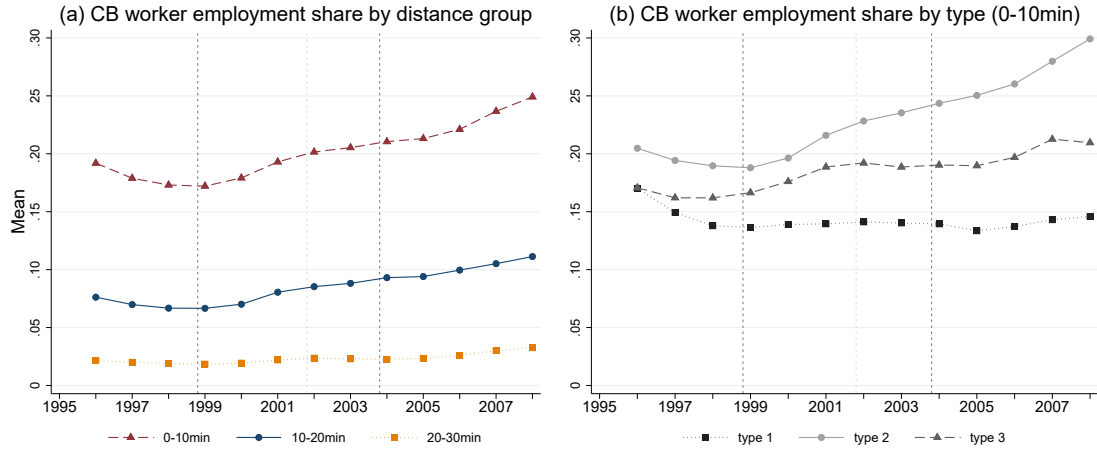 (a) CB worker employment share by distance group
Mean
.30
.25
.20
.15
.10
.05
0
1995 1997 1999 2001 2003 2005 2007
0-10min 10-20min 20-30min
(b) CB worker employment share by type (0-10min)
.30
.25
.20
.15
.10
.05
0
1995 1997 1999 2001 2003 2005 2007
type 1 type 2 type 3